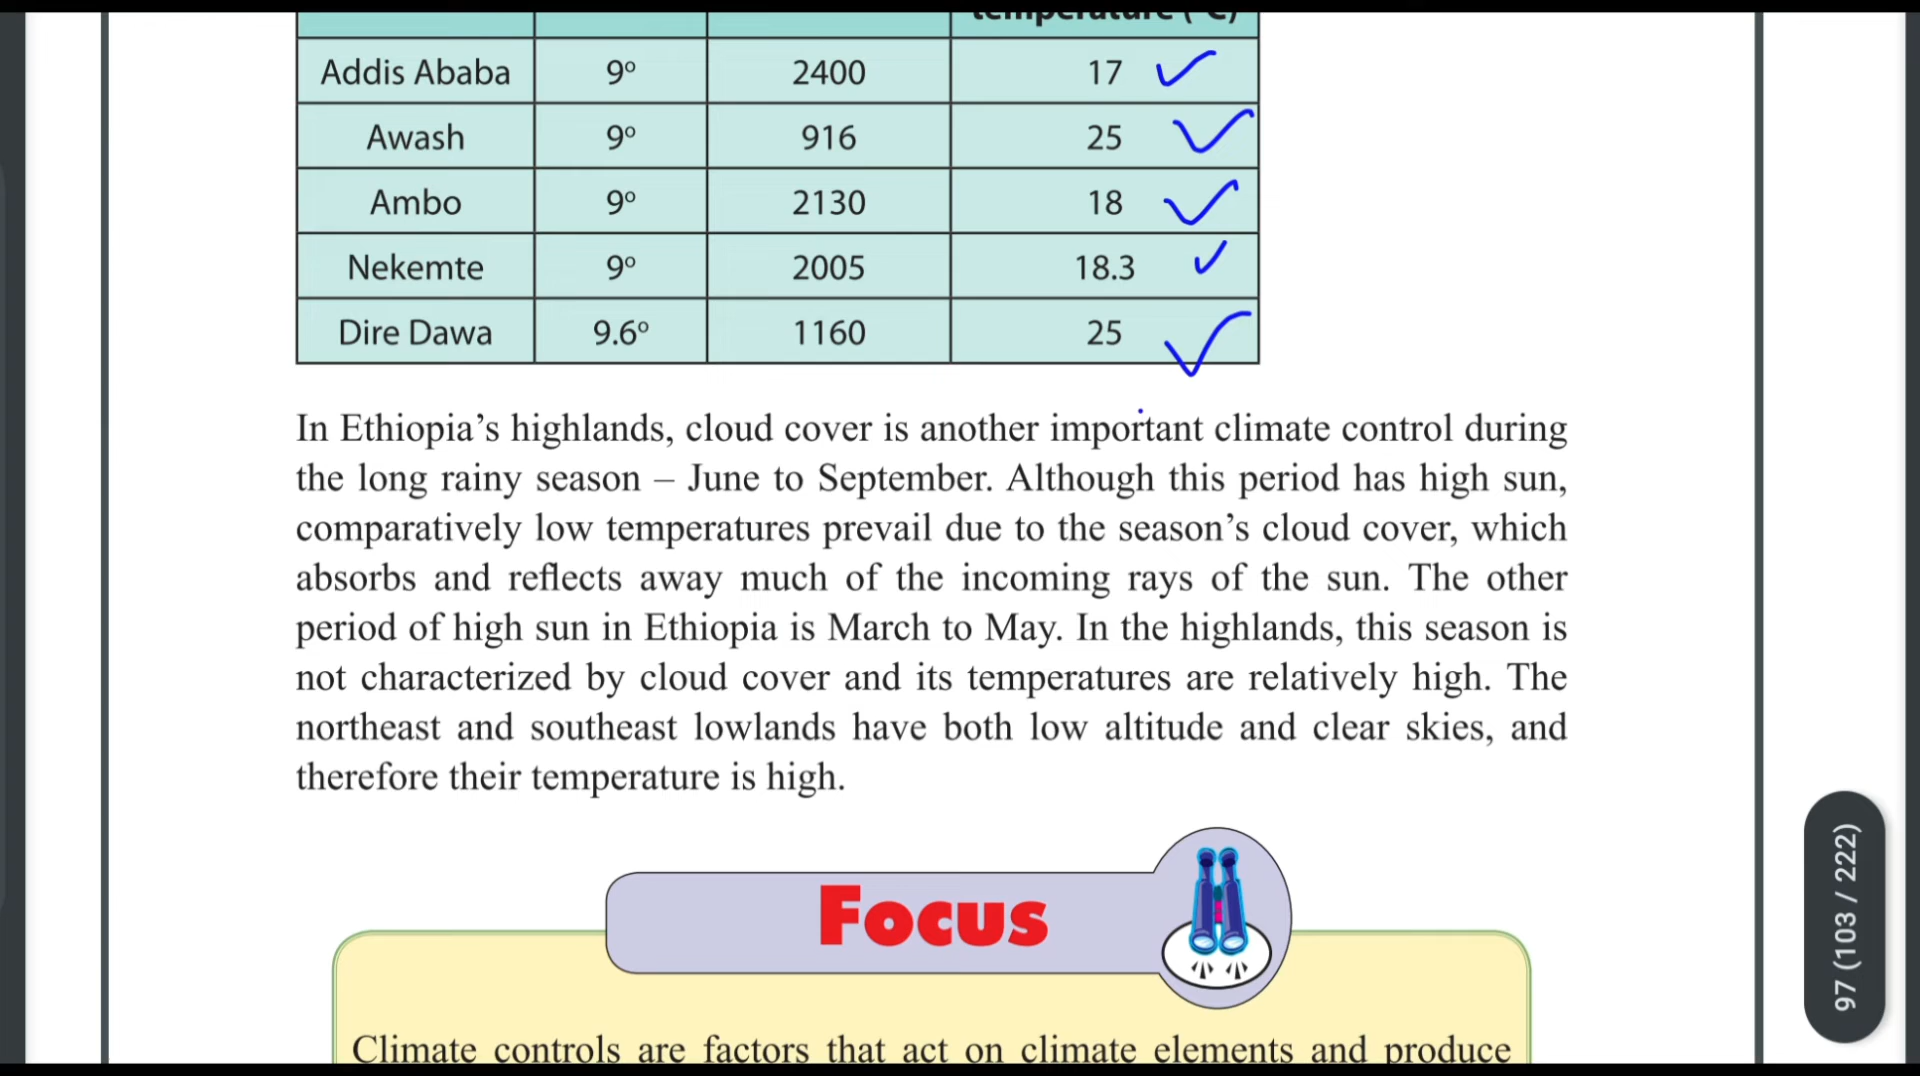 temperature (°C)
Addis Ababa 9° 2400 17
Awash 9° 916 25
Ambo 9° 2130 18
Nekemte 9° 2005 18.3
Dire Dawa 9.6° 1160 25
In Ethiopia’s highlands, cloud cover is another important climate control during
the long rainy season – June to September. Although this period has high sun,
comparatively low temperatures prevail due to the season’s cloud cover, which
absorbs and reflects away much of the incoming rays of the sun. The other
period of high sun in Ethiopia is March to May. In the highlands, this season is
not characterized by cloud cover and its temperatures are relatively high. The
northeast and southeast lowlands have both low altitude and clear skies, and
therefore their temperature is high.
Focus
Climate controls are factors that act on climate elements and produce
97 (103 / 222)